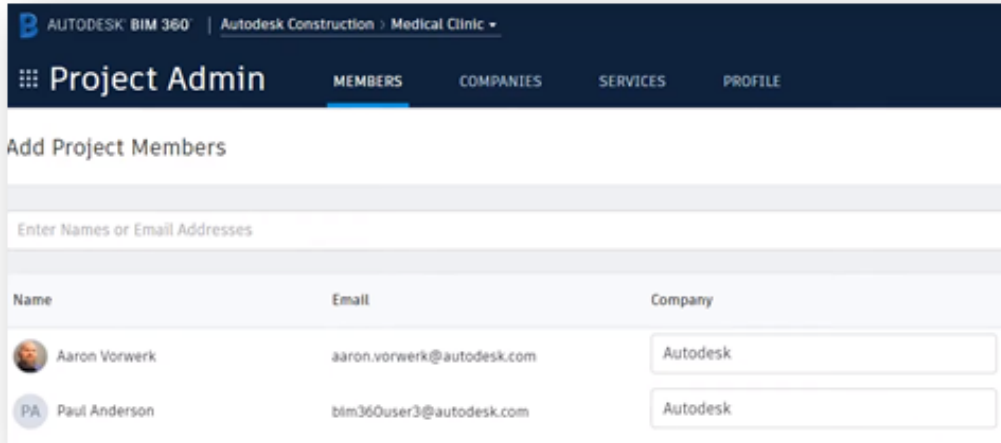 AUTODESK® BIM 360® | Autodesk Construction > Medical Clinic
Project Admin MEMBERS COMPANIES SERVICES PROFILE
Add Project Members
Enter Names or Email Addresses
Name Email Company
Aaron Vorwerk aaron.vorwerk@autodesk.com Autodesk
PA Paul Anderson bim360user3@autodesk.com Autodesk